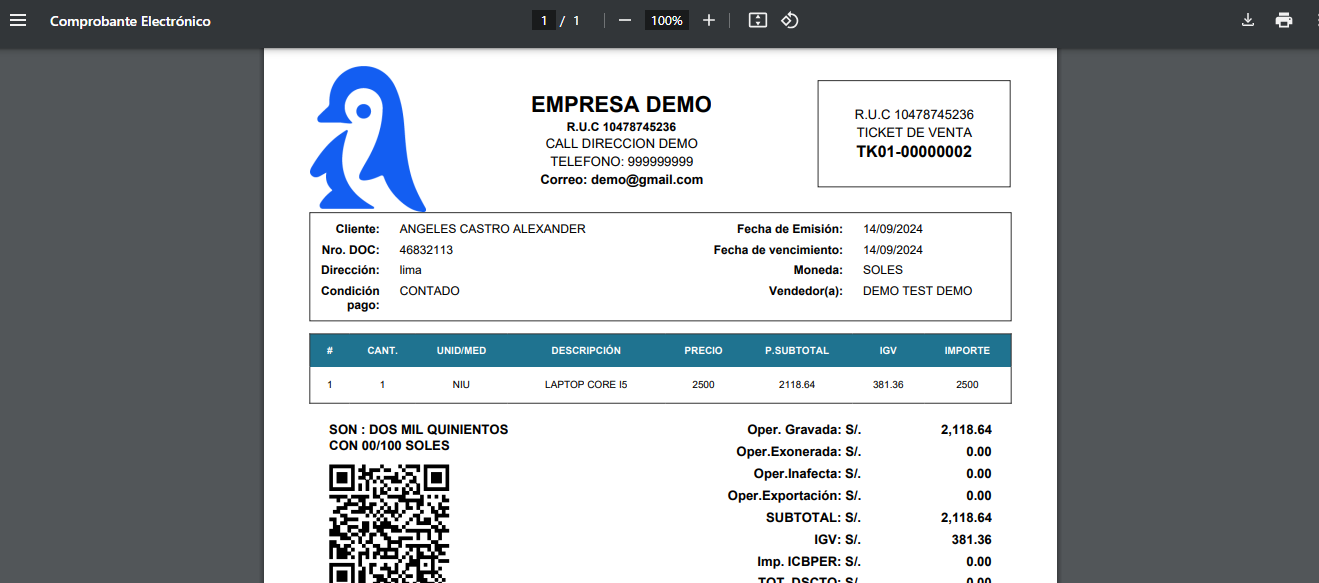 Comprobante Electrónico
1 / 1
100%
EMPRESA DEMO
R.U.C 10478745236
CALL DIRECCION DEMO
TELEFONO: 999999999
Correo: demo@gmail.com
R.U.C 10478745236
TICKET DE VENTA
TK01-00000002
Cliente: ANGELES CASTRO ALEXANDER
Nro. DOC: 46832113
Dirección: lima
Condición pago: CONTADO
Fecha de Emisión: 14/09/2024
Fecha de vencimiento: 14/09/2024
Moneda: SOLES
Vendedor(a): DEMO TEST DEMO
# CANT. UNID/MED DESCRIPCIÓN PRECIO P.SUBTOTAL IGV IMPORTE
1 1 NIU LAPTOP CORE I5 2500 2118.64 381.36 2500
SON : DOS MIL QUINIENTOS
CON 00/100 SOLES
Oper. Gravada: S/. 2,118.64
Oper.Exonerada: S/. 0.00
Oper.Inafecta: S/. 0.00
Oper.Exportación: S/. 0.00
SUBTOTAL: S/. 2,118.64
IGV: S/. 381.36
Imp. ICBPER: S/. 0.00
TOT. DSCTO: S/. 0.00